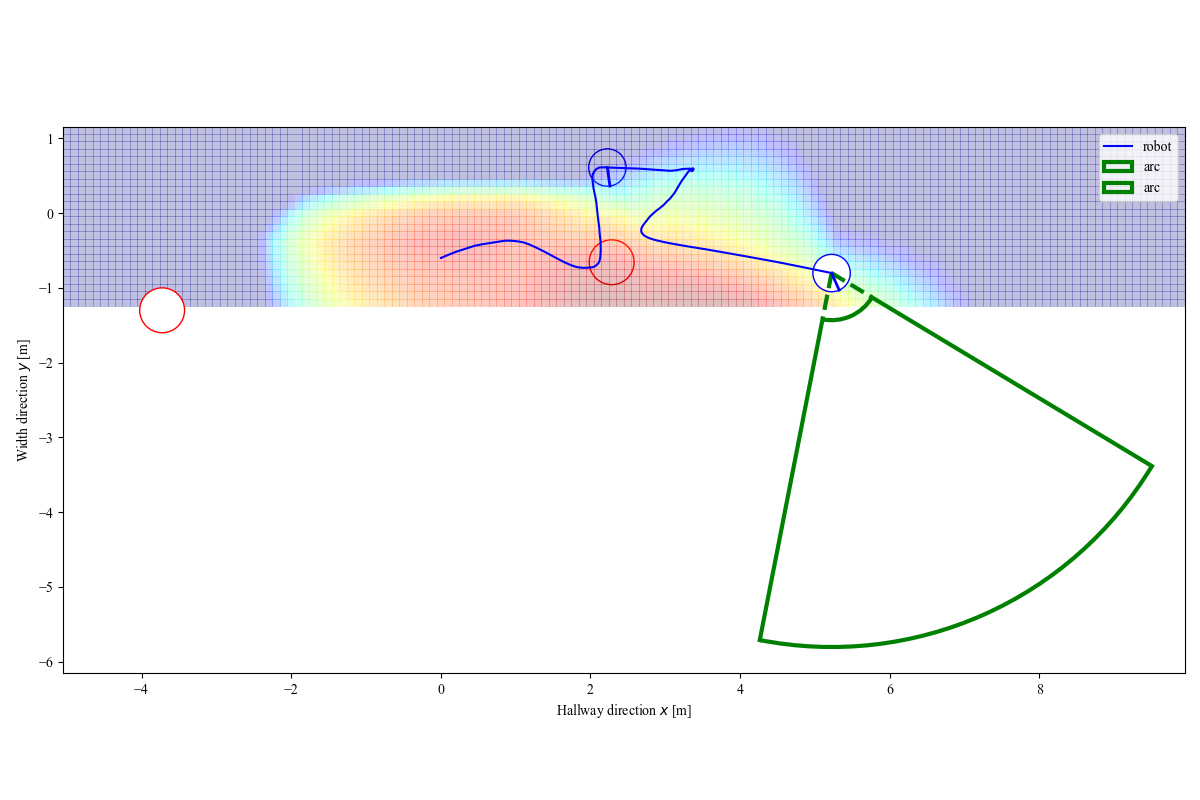 robot
arc
arc
1
0
−1
−2
−3
−4
−5
−6
Width direction y [m]
−4 −2 0 2 4 6 8
Hallway direction x [m]